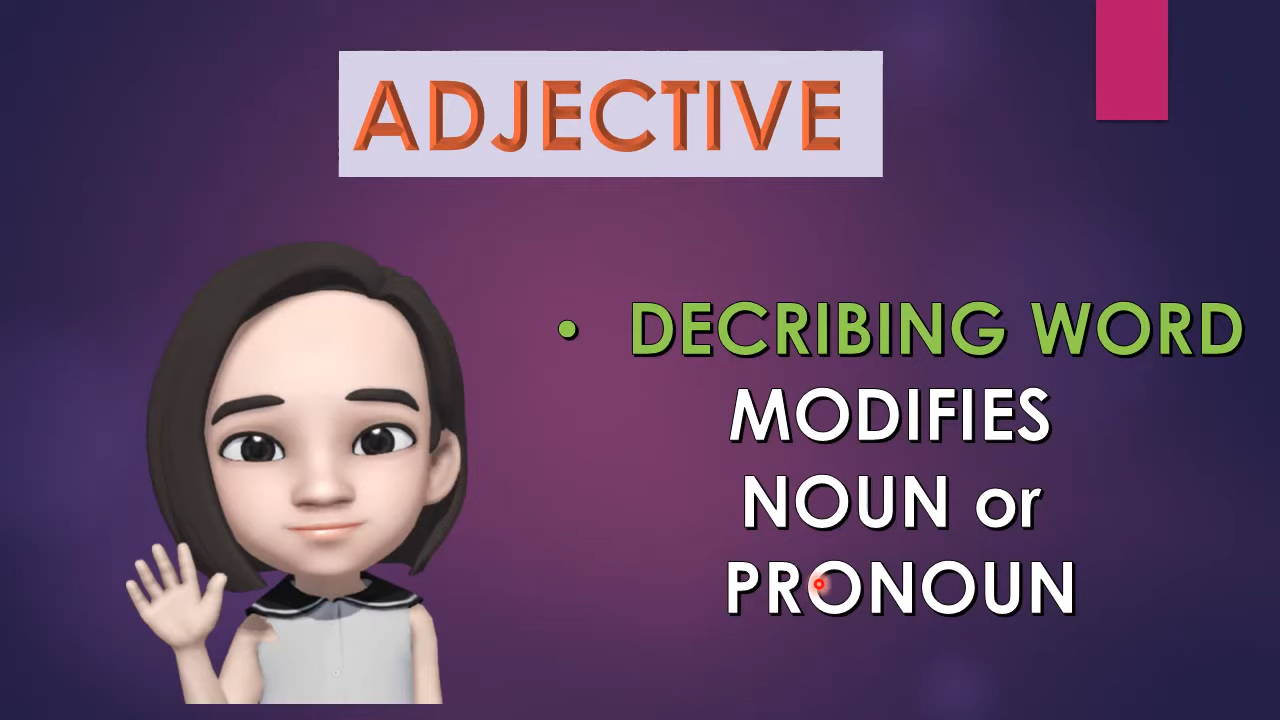 ADJECTIVE
• DECRIBING WORD
MODIFIES
NOUN or
PRONOUN